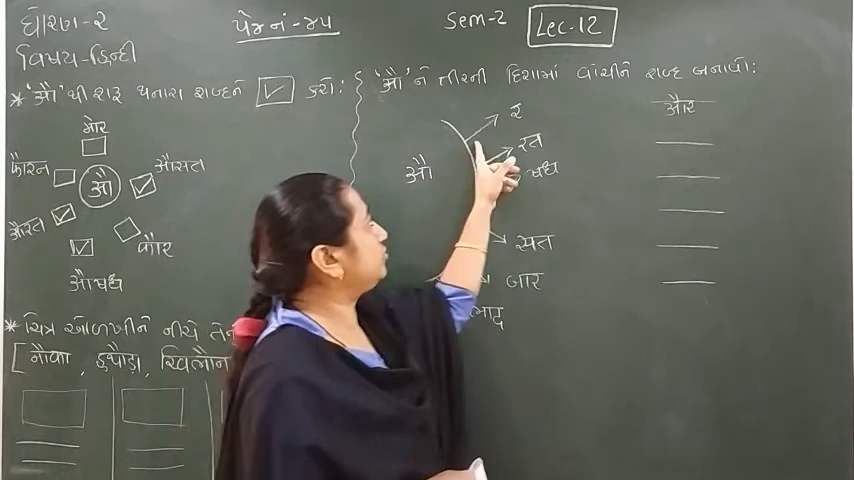 ધોરણ-૨
પેજ નં-૪૫
Sem-2
Lec-12
વિષય-હિન્દી
* 'औ' થી શરૂ થનારા શબ્દને ☑ કરો:
मोर
फौरन
औसत
औ
औरत
कौर
औषध
* ચિત્ર ઓળખીને નીચે તેનું
[ नौका , हथौड़ा, खिलौन
'औ' ને તીરની દિશામાં વાંચીને શબ્દ બનાવો:
औ
र
रत
षध
सत
जार
लाद
और